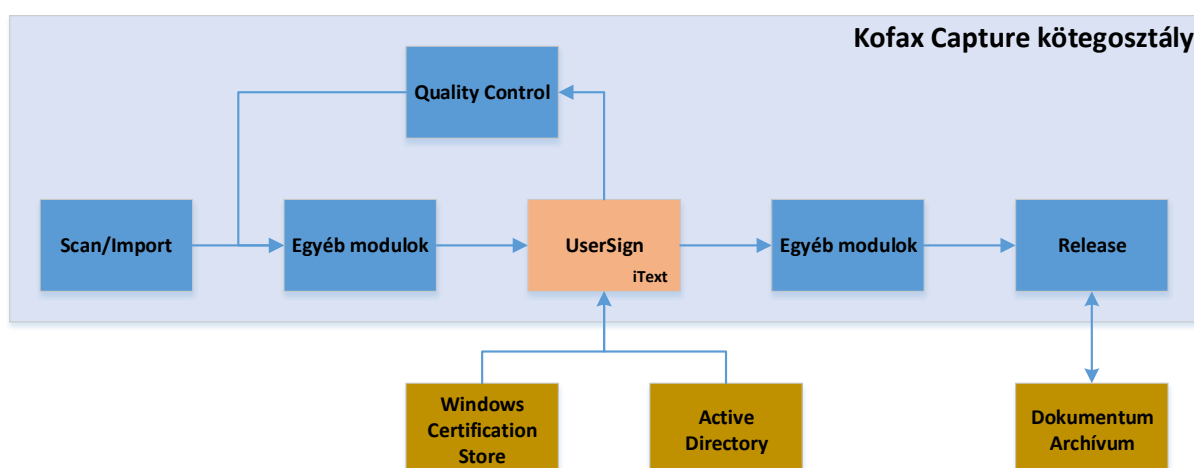 Kofax Capture kötegosztály
Quality Control
Scan/Import
Egyéb modulok
UserSign
iText
Egyéb modulok
Release
Windows
Certification
Store
Active
Directory
Dokumentum
Archívum